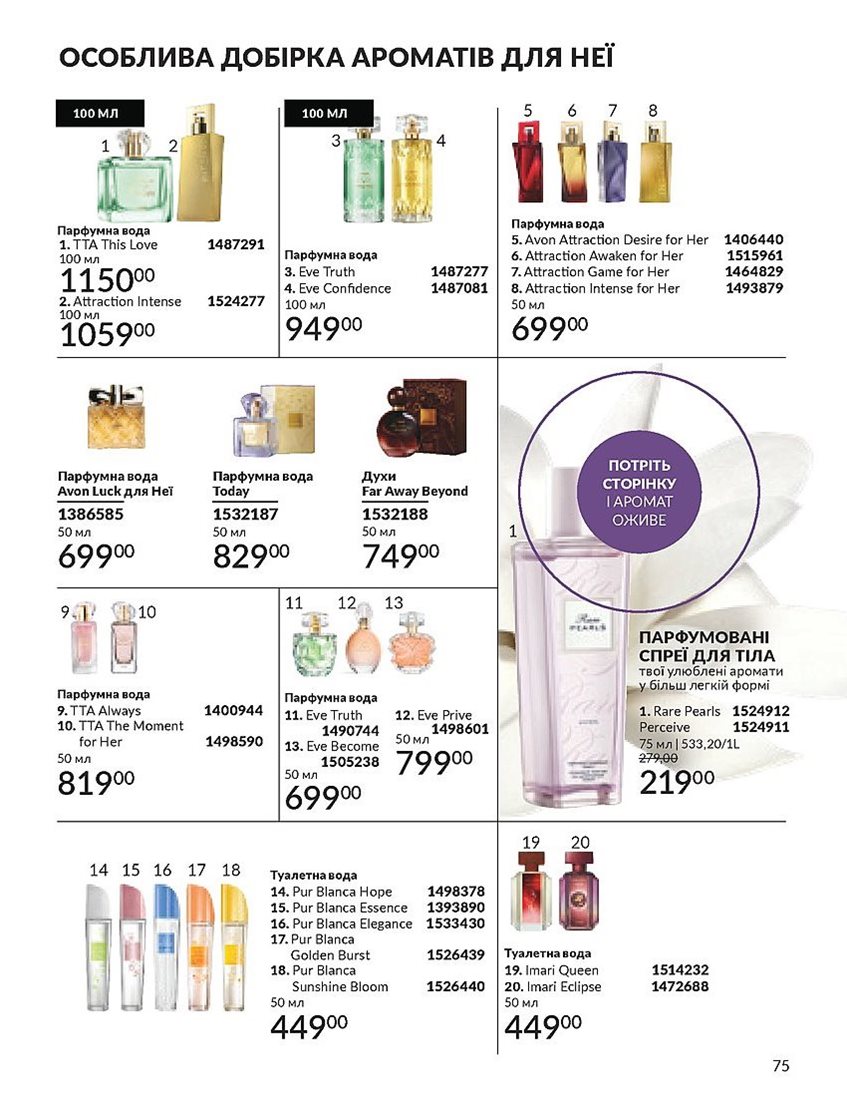 ОСОБЛИВА ДОБІРКА АРОМАТІВ ДЛЯ НЕЇ
100 МЛ
1
2
Парфумна вода
1. TTA This Love 1487291
100 мл
1150 00
2. Attraction Intense 1524277
100 мл
1059 00
100 МЛ
3
4
Парфумна вода
3. Eve Truth 1487277
4. Eve Confidence 1487081
100 мл
949 00
5 6 7 8
Парфумна вода
5. Avon Attraction Desire for Her 1406440
6. Attraction Awaken for Her 1515961
7. Attraction Game for Her 1464829
8. Attraction Intense for Her 1493879
50 мл
699 00
Парфумна вода
Avon Luck для Неї
1386585
50 мл
699 00
Парфумна вода
Today
1532187
50 мл
829 00
Духи
Far Away Beyond
1532188
50 мл
749 00
ПОТРІТЬ
СТОРІНКУ
І АРОМАТ
ОЖИВЕ
1
Rare
PEARLS
ПАРФУМОВАНІ
СПРЕЇ ДЛЯ ТІЛА
твої улюблені аромати
у більш легкій формі
1. Rare Pearls 1524912
Perceive 1524911
75 мл | 533,20/1L
279,00
219 00
9 10
Парфумна вода
9. TTA Always 1400944
10. TTA The Moment
for Her 1498590
50 мл
819 00
11 12 13
Парфумна вода
11. Eve Truth
1490744
13. Eve Become
1505238
50 мл
699 00
12. Eve Prive
1498601
50 мл
799 00
14 15 16 17 18
Туалетна вода
14. Pur Blanca Hope 1498378
15. Pur Blanca Essence 1393890
16. Pur Blanca Elegance 1533430
17. Pur Blanca
Golden Burst 1526439
18. Pur Blanca
Sunshine Bloom 1526440
50 мл
449 00
19 20
Туалетна вода
19. Imari Queen 1514232
20. Imari Eclipse 1472688
50 мл
449 00
75